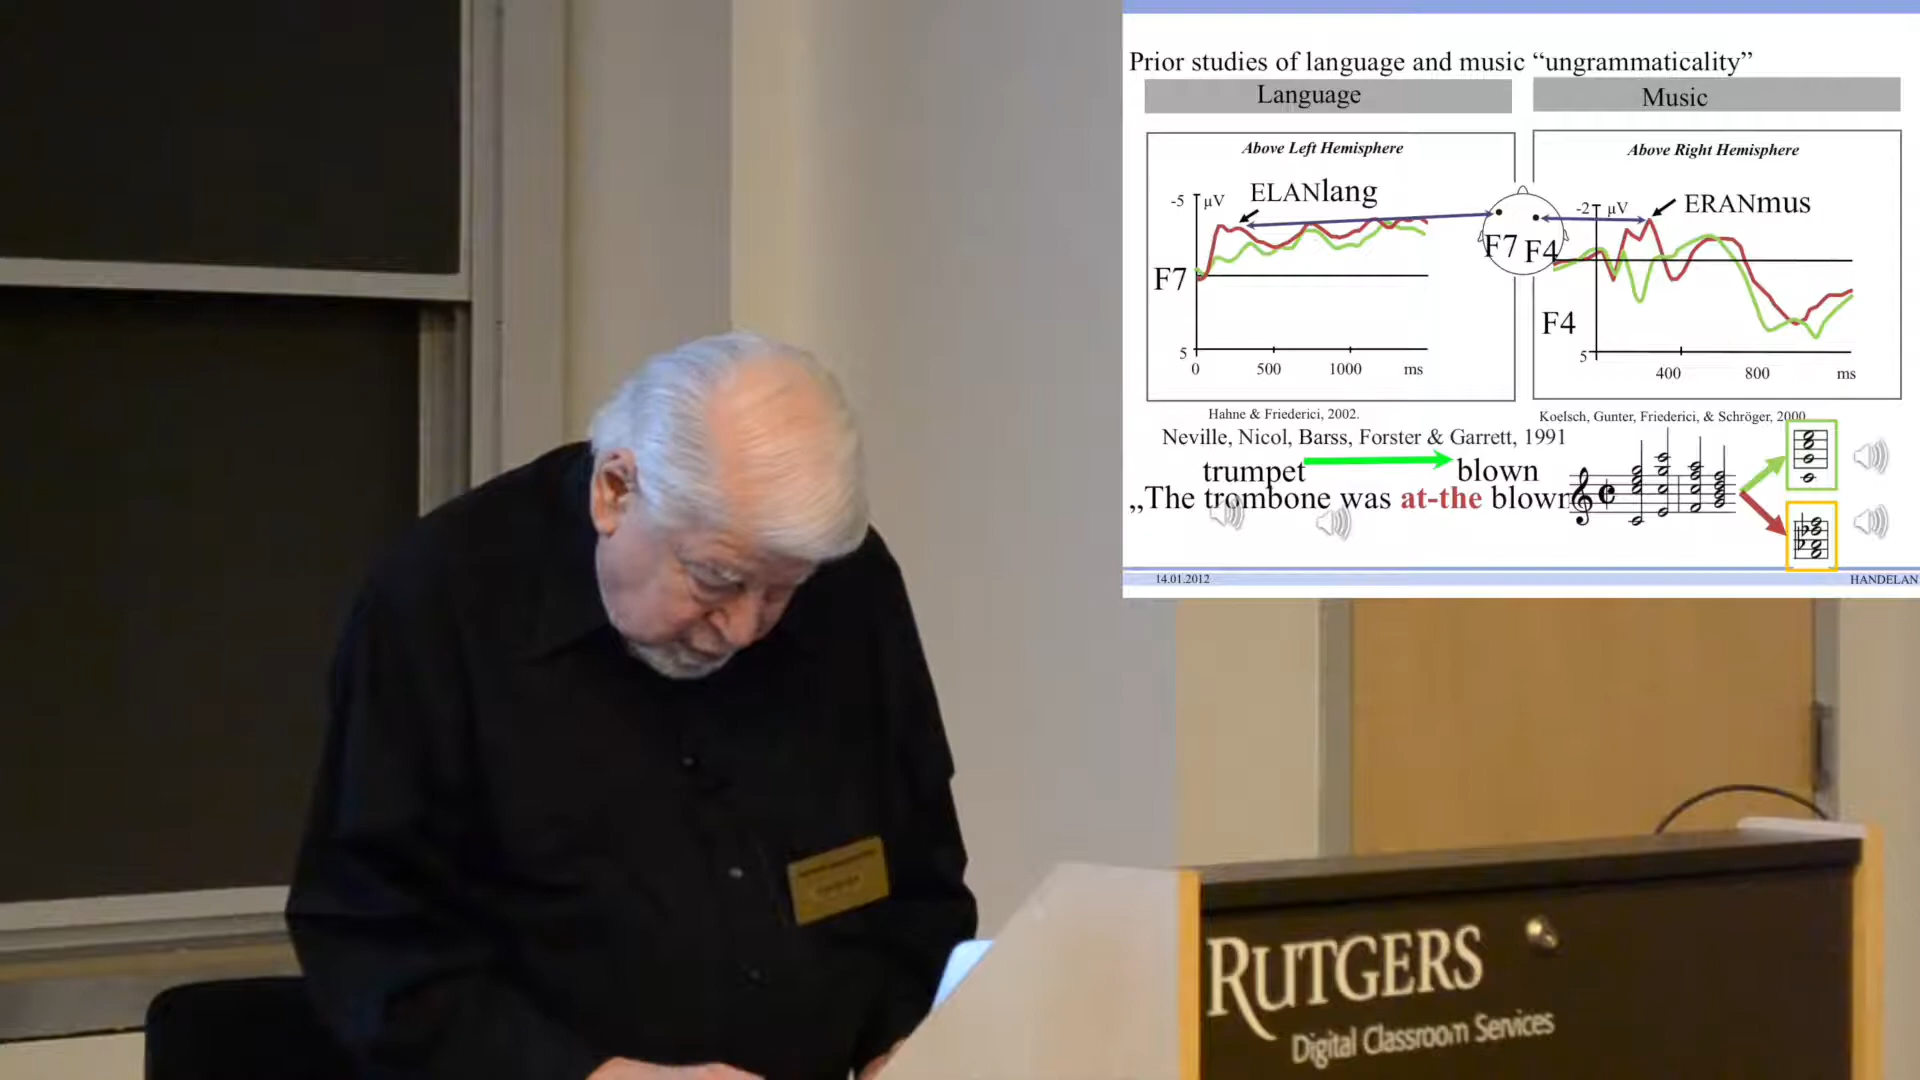 Prior studies of language and music “ungrammaticality”
Language
Music
Above Left Hemisphere
Above Right Hemisphere
-5 µV
ELANlang
-2 µV
ERANmus
F7
F7 F4
F4
5
0 500 1000 ms
5
400 800 ms
Hahne & Friederici, 2002.
Koelsch, Gunter, Friederici, & Schröger, 2000
Neville, Nicol, Barss, Forster & Garrett, 1991
trumpet blown
„The trombone was at-the blown
14.01.2012
HANDELAN
RUTGERS
Digital Classroom Services